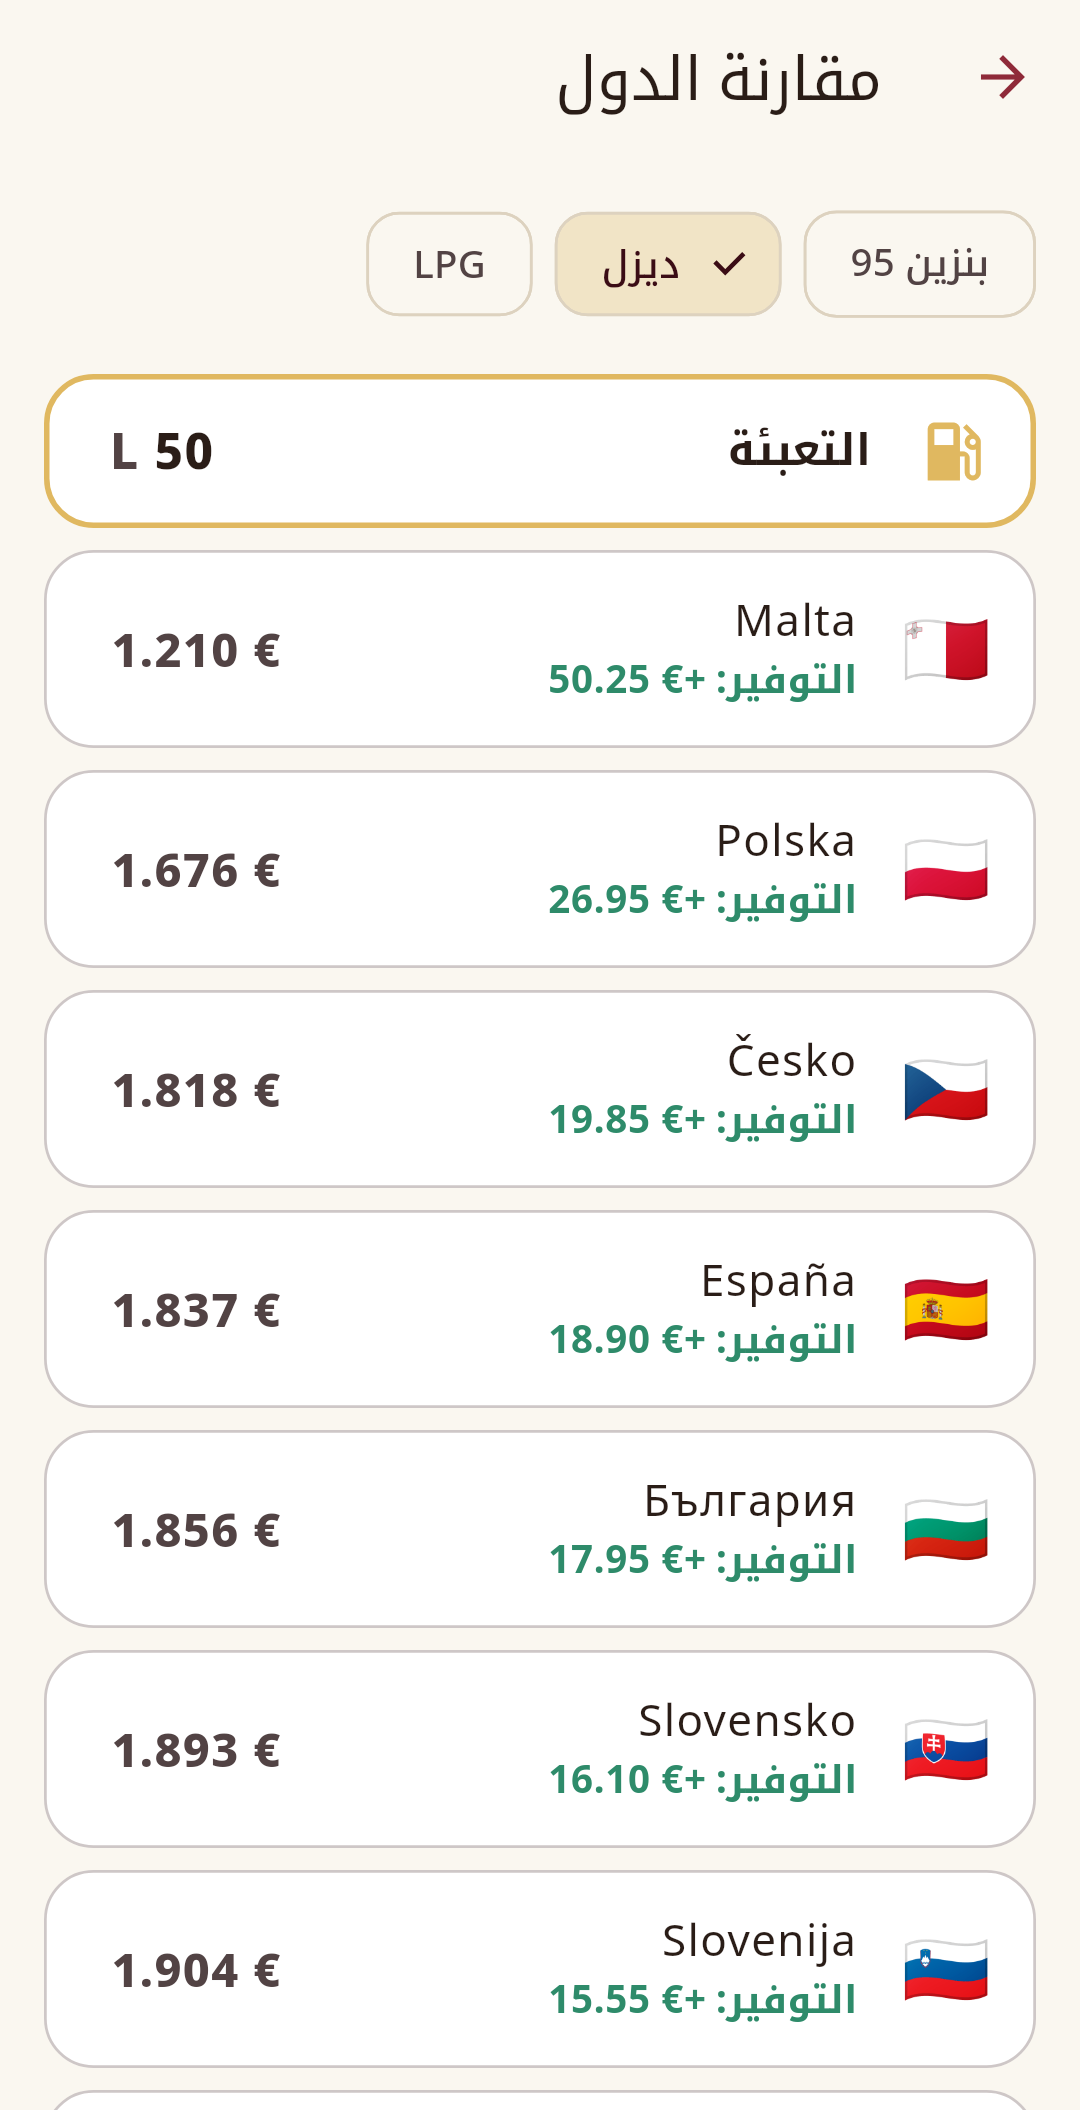 مقارنة الدول
بنزين 95
ديزل
LPG
التعبئة
50 L
Malta
1.210 €
التوفير: +€ 50.25
Polska
1.676 €
التوفير: +€ 26.95
Česko
1.818 €
التوفير: +€ 19.85
España
1.837 €
التوفير: +€ 18.90
България
1.856 €
التوفير: +€ 17.95
Slovensko
1.893 €
التوفير: +€ 16.10
Slovenija
1.904 €
التوفير: +€ 15.55